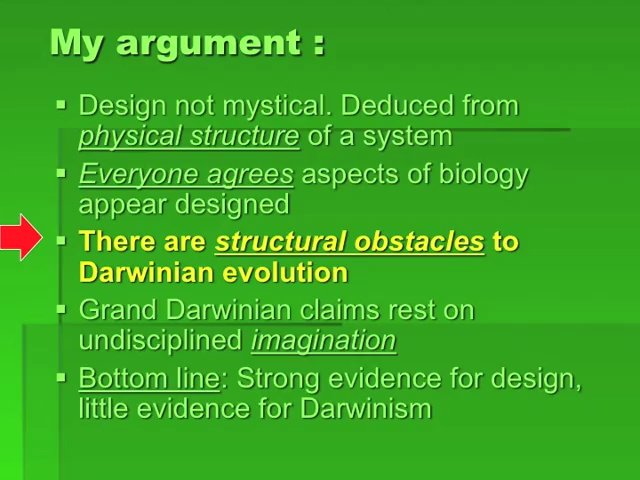 My argument :
Design not mystical. Deduced from
physical structure of a system
Everyone agrees aspects of biology
appear designed
There are structural obstacles to
Darwinian evolution
Grand Darwinian claims rest on
undisciplined imagination
Bottom line: Strong evidence for design,
little evidence for Darwinism